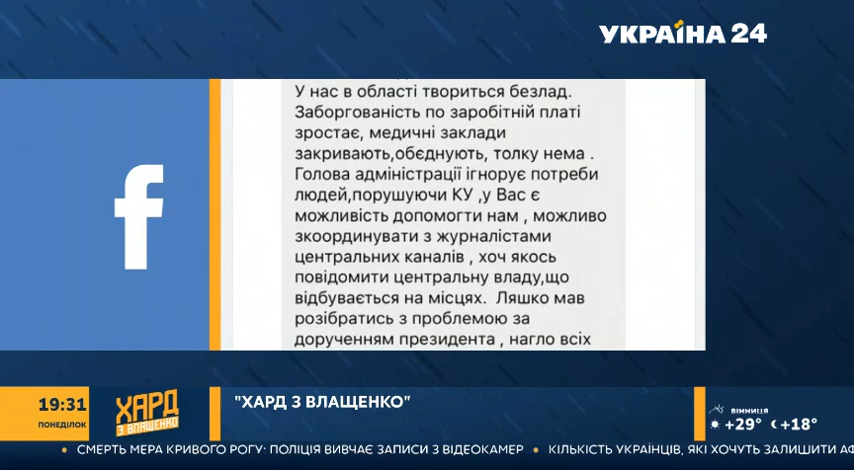 УКРАЇНА 24
У нас в області твориться безлад.
Заборгованість по заробітній платі
зростає, медичні заклади
закривають,обєднують, толку нема .
Голова адміністрації ігнорує потреби
людей,порушуючи КУ ,у Вас є
можливість допомогти нам , можливо
зкоординувати з журналістами
центральних каналів , хоч якось
повідомити центральну владу,що
відбувається на місцях. Ляшко мав
розібратись з проблемою за
дорученням президента , нагло всіх
f
19:31
ПОНЕДІЛОК
ХАРД
З ВЛАЩЕНКО
"ХАРД З ВЛАЩЕНКО"
ВІННИЦЯ
+29° +18°
• СМЕРТЬ МЕРА КРИВОГО РОГУ: ПОЛІЦІЯ ВИВЧАЄ ЗАПИСИ З ВІДЕОКАМЕР • КІЛЬКІСТЬ УКРАЇНЦІВ, ЯКІ ХОЧУТЬ ЗАЛИШИТИ АФ